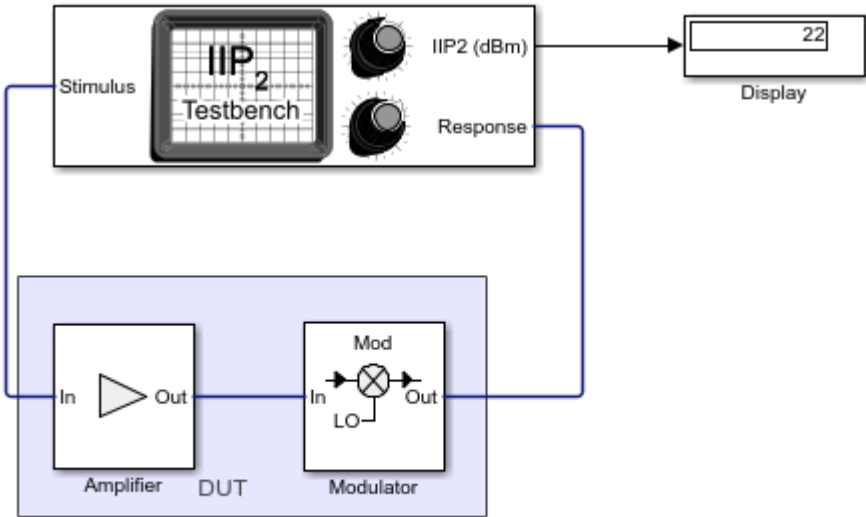 Stimulus
IIP2
Testbench
IIP2 (dBm)
Response
22
Display
Mod
In
Out
In
Out
LO
Amplifier
DUT
Modulator